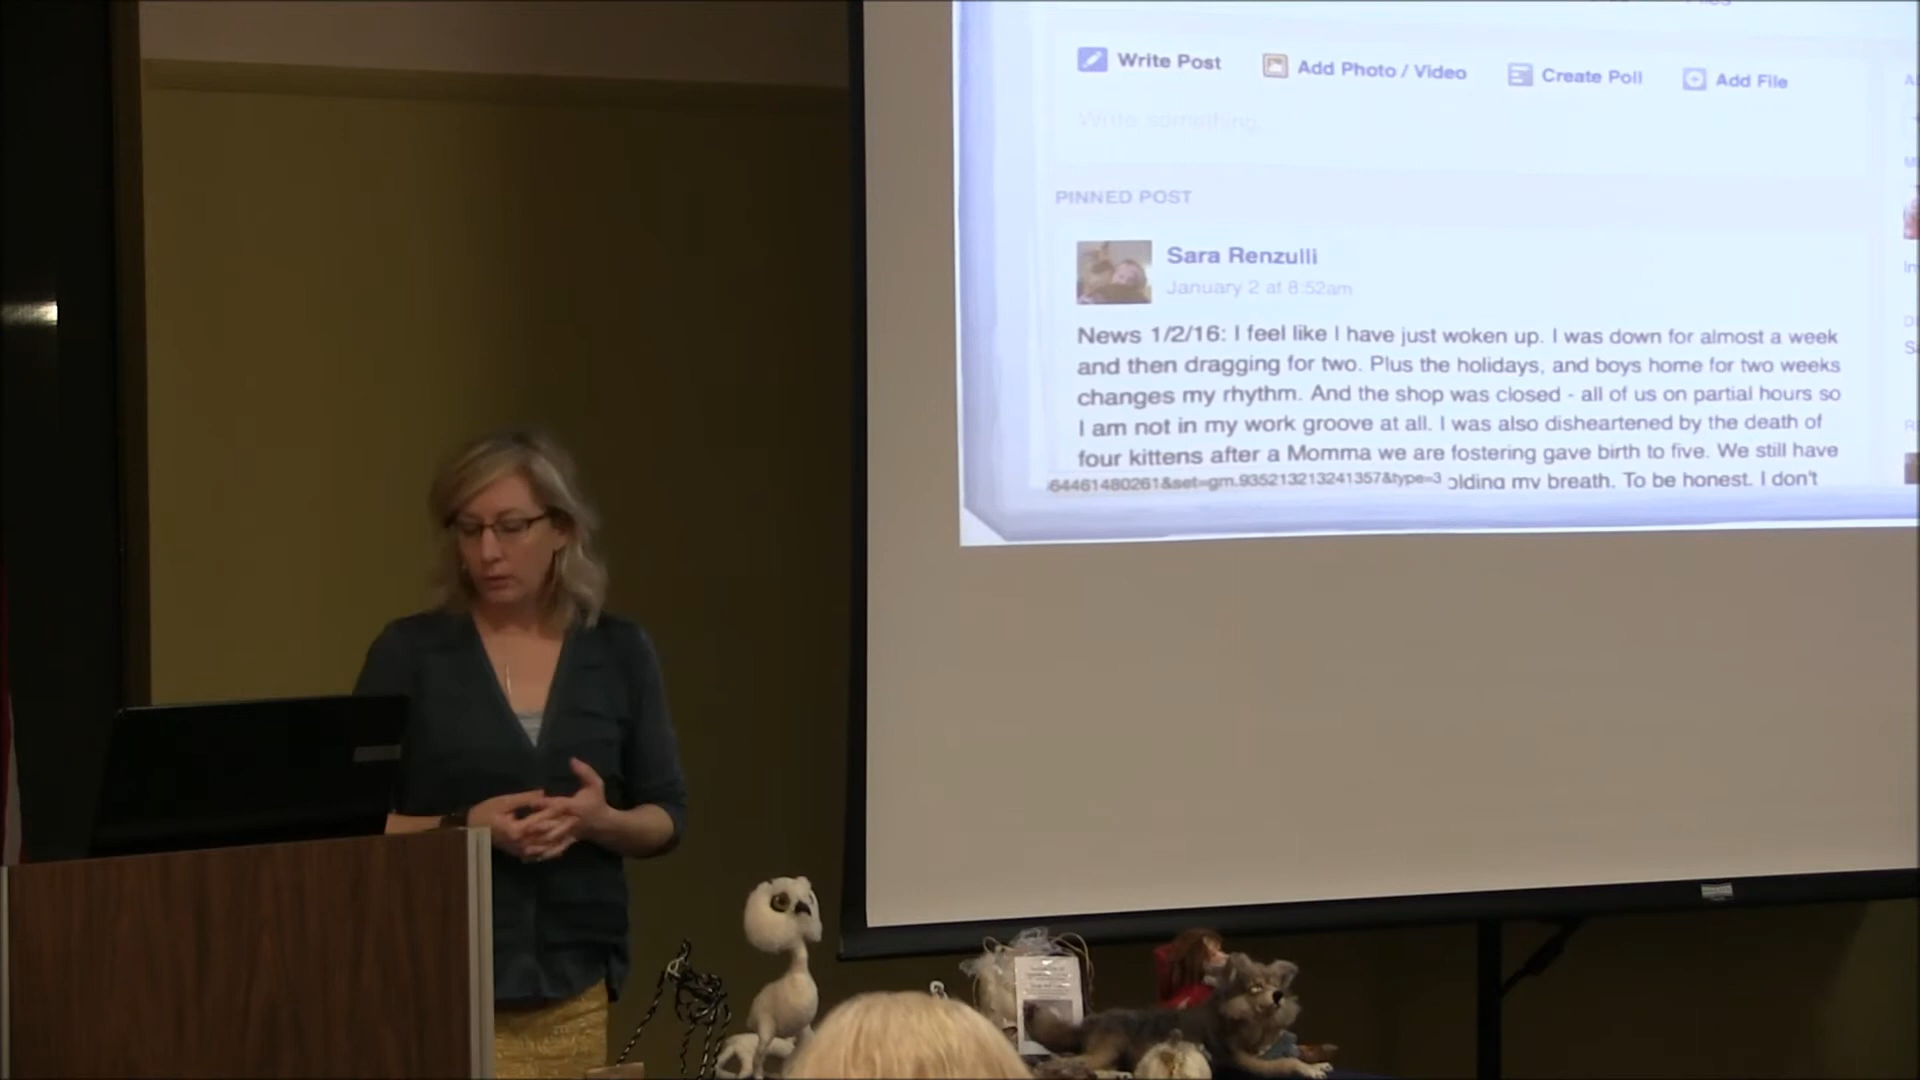 Write Post
Add Photo / Video
Create Poll
Add File
Write something...
PINNED POST
Sara Renzulli
January 2 at 8:52am
News 1/2/16: I feel like I have just woken up. I was down for almost a week
and then dragging for two. Plus the holidays, and boys home for two weeks
changes my rhythm. And the shop was closed - all of us on partial hours so
I am not in my work groove at all. I was also disheartened by the death of
four kittens after a Momma we are fostering gave birth to five. We still have
64461480261&set=gm.935213213241357&type=3 olding my breath. To be honest. I don't